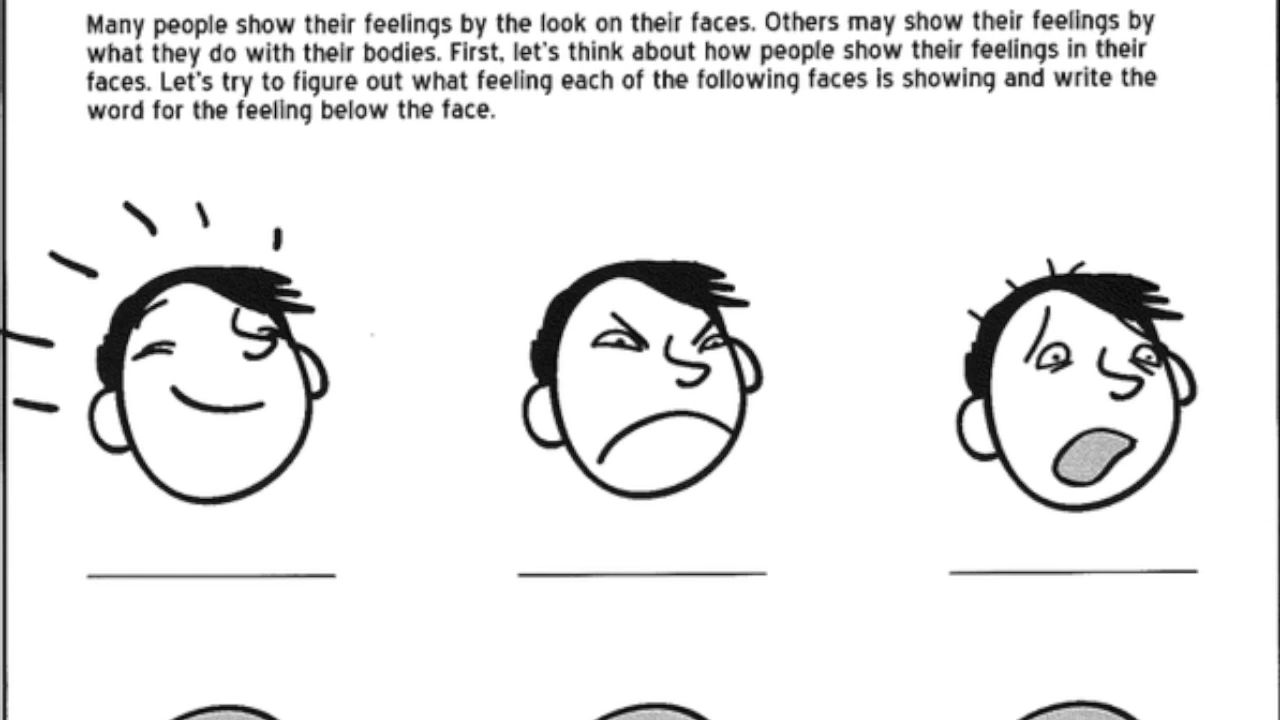 Many people show their feelings by the look on their faces. Others may show their feelings by
what they do with their bodies. First, let's think about how people show their feelings in their
faces. Let's try to figure out what feeling each of the following faces is showing and write the
word for the feeling below the face.